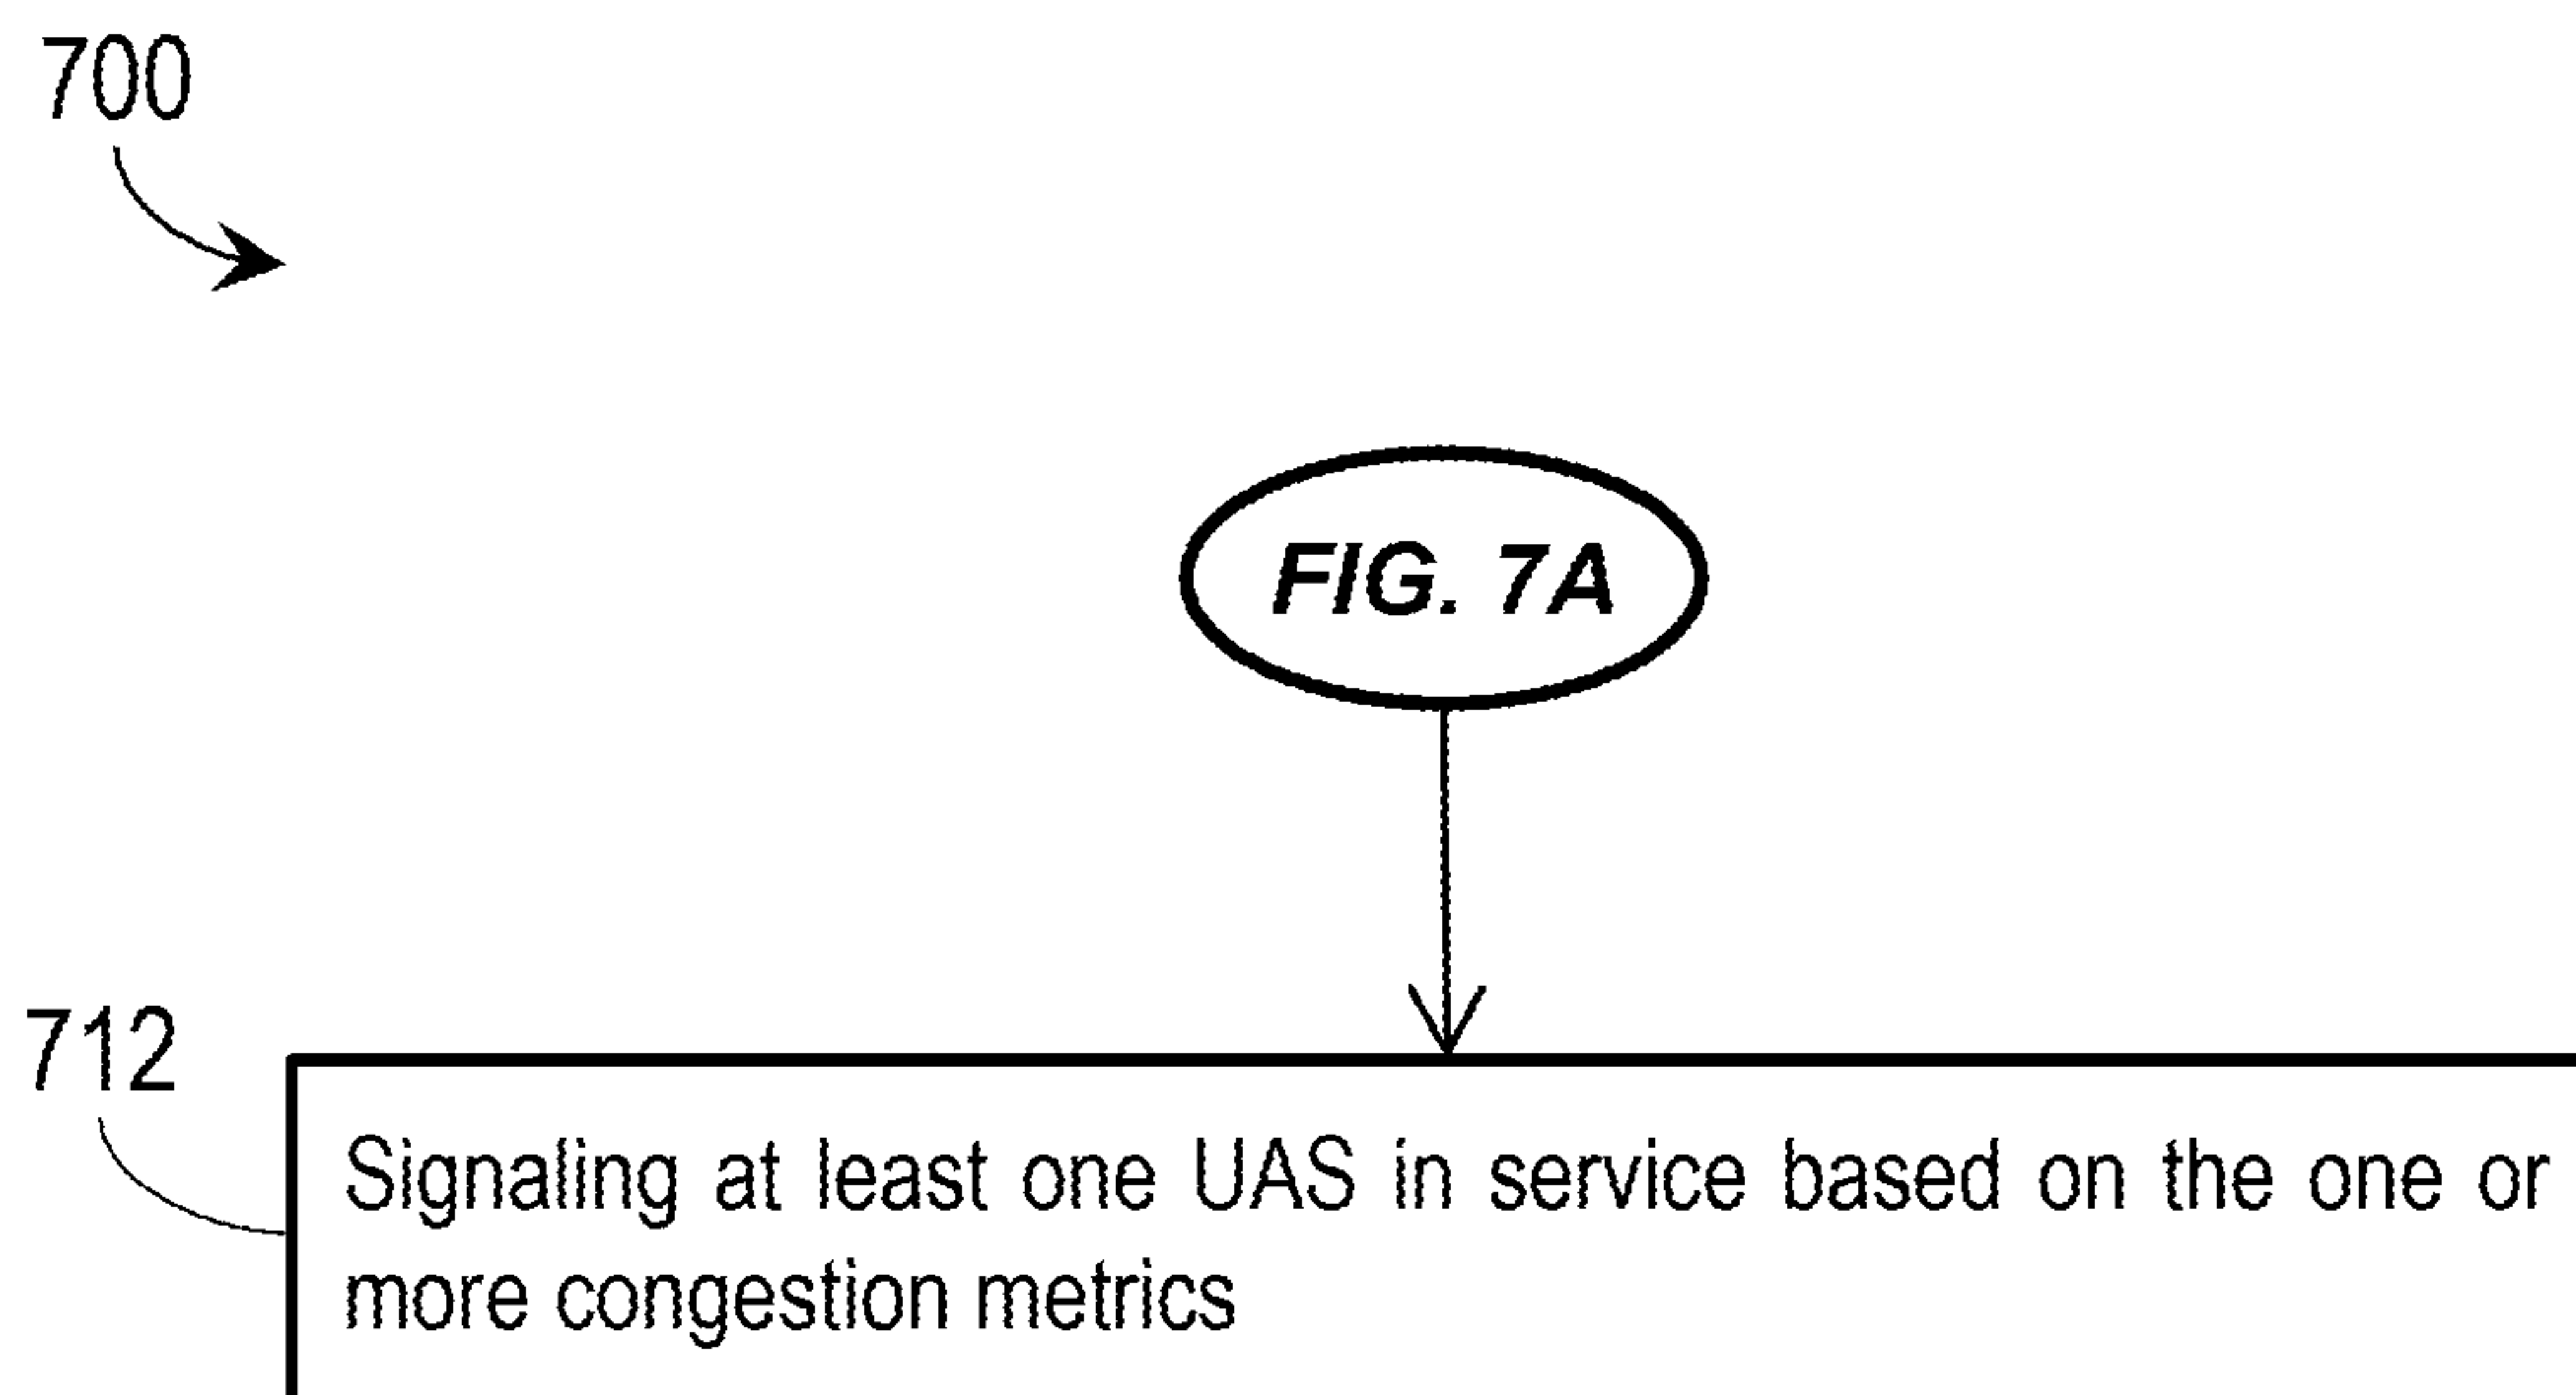 700
FIG. 7A
712
Signaling at least one UAS in service based on the one or
more congestion metrics